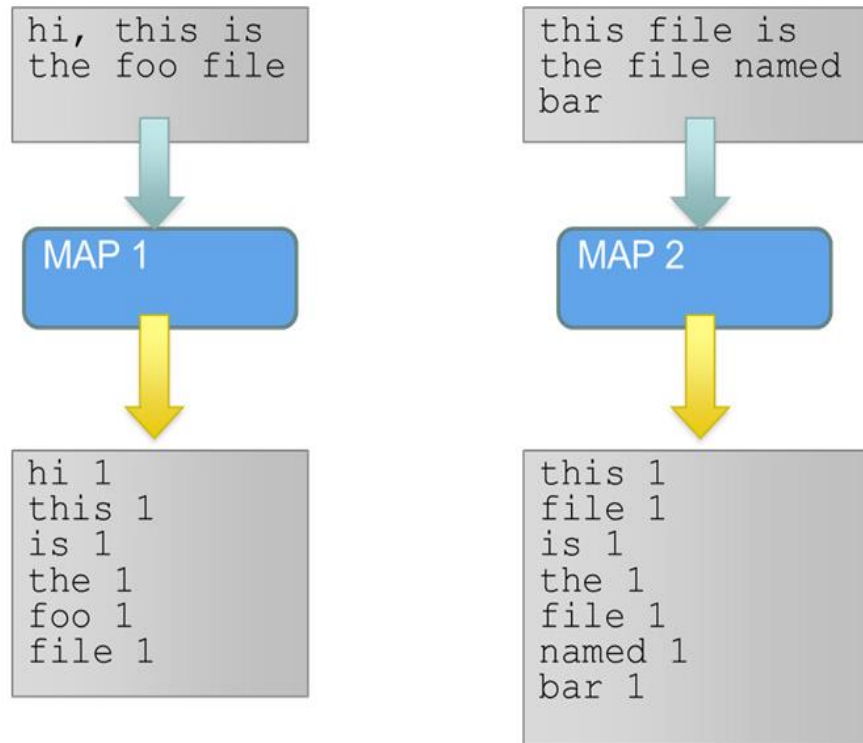 hi, this is
the foo file
MAP 1
hi 1
this 1
is 1
the 1
foo 1
file 1
this file is
the file named
bar
MAP 2
this 1
file 1
is 1
the 1
file 1
named 1
bar 1